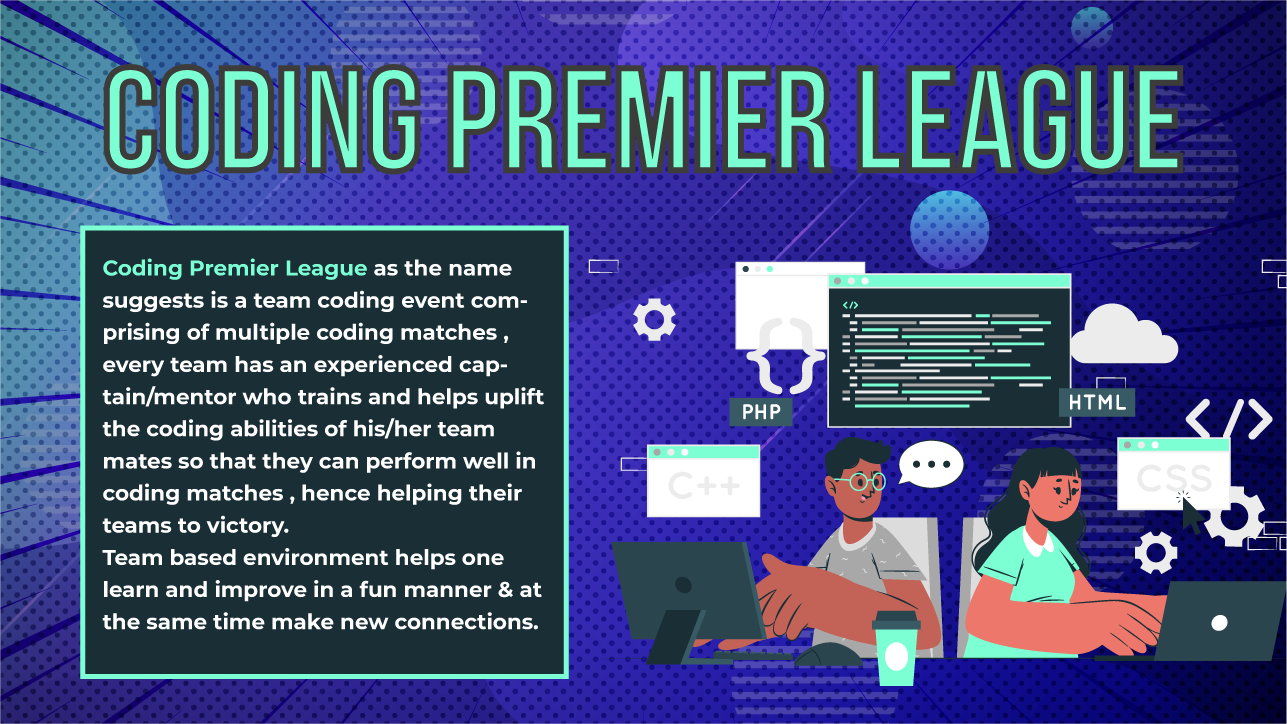 CODING PREMIER LEAGUE
Coding Premier League as the name
suggests is a team coding event com-
prising of multiple coding matches ,
every team has an experienced cap-
tain/mentor who trains and helps uplift
the coding abilities of his/her team
mates so that they can perform well in
coding matches , hence helping their
teams to victory.
Team based environment helps one
learn and improve in a fun manner & at
the same time make new connections.
</>
{}
PHP
HTML
</>
C++
CSS